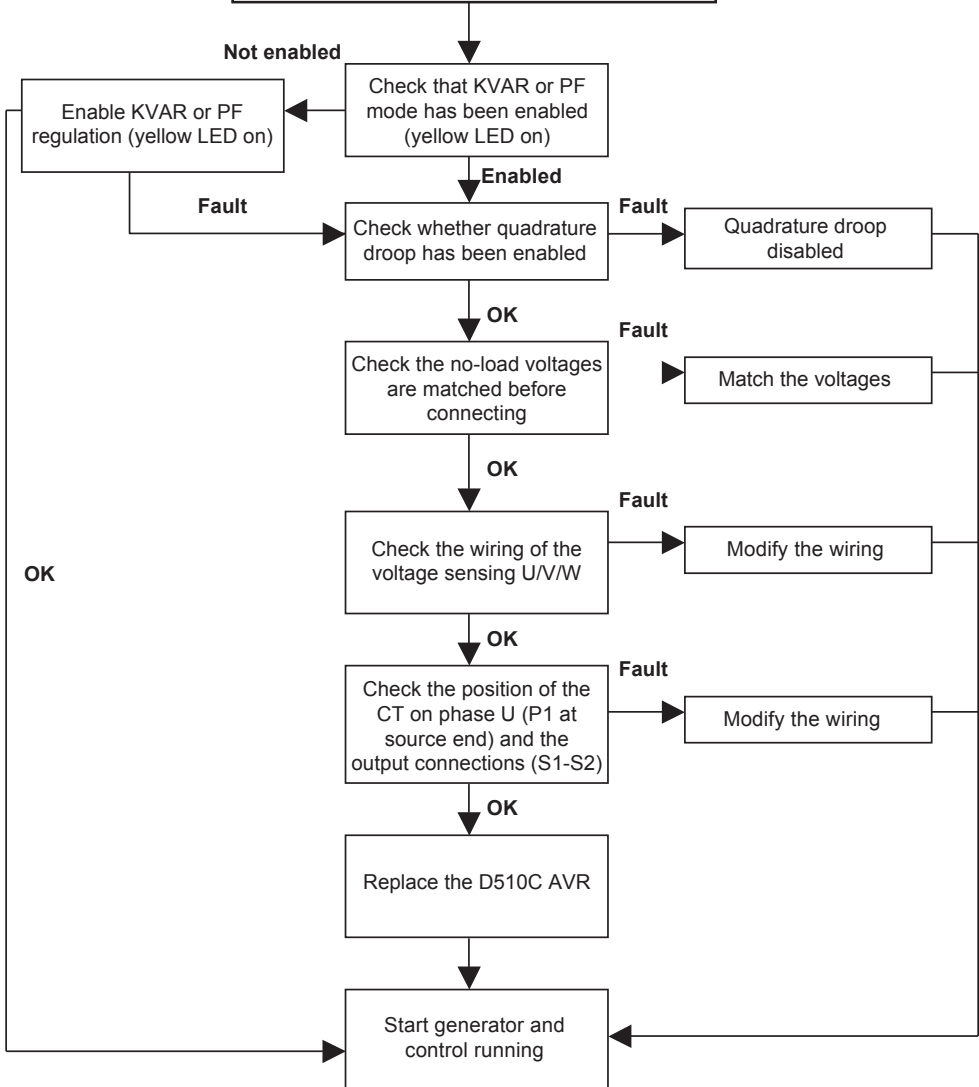 Not enabled
Check that KVAR or PF
mode has been enabled
(yellow LED on)
Enable KVAR or PF
regulation (yellow LED on)
Enabled
Fault
Check whether quadrature
droop has been enabled
Fault
Quadrature droop
disabled
OK
Fault
Check the no-load voltages
are matched before
connecting
Match the voltages
OK
Fault
Check the wiring of the
voltage sensing U/V/W
Modify the wiring
OK
OK
Fault
Check the position of the
CT on phase U (P1 at
source end) and the
output connections (S1-S2)
Modify the wiring
OK
Replace the D510C AVR
Start generator and
control running